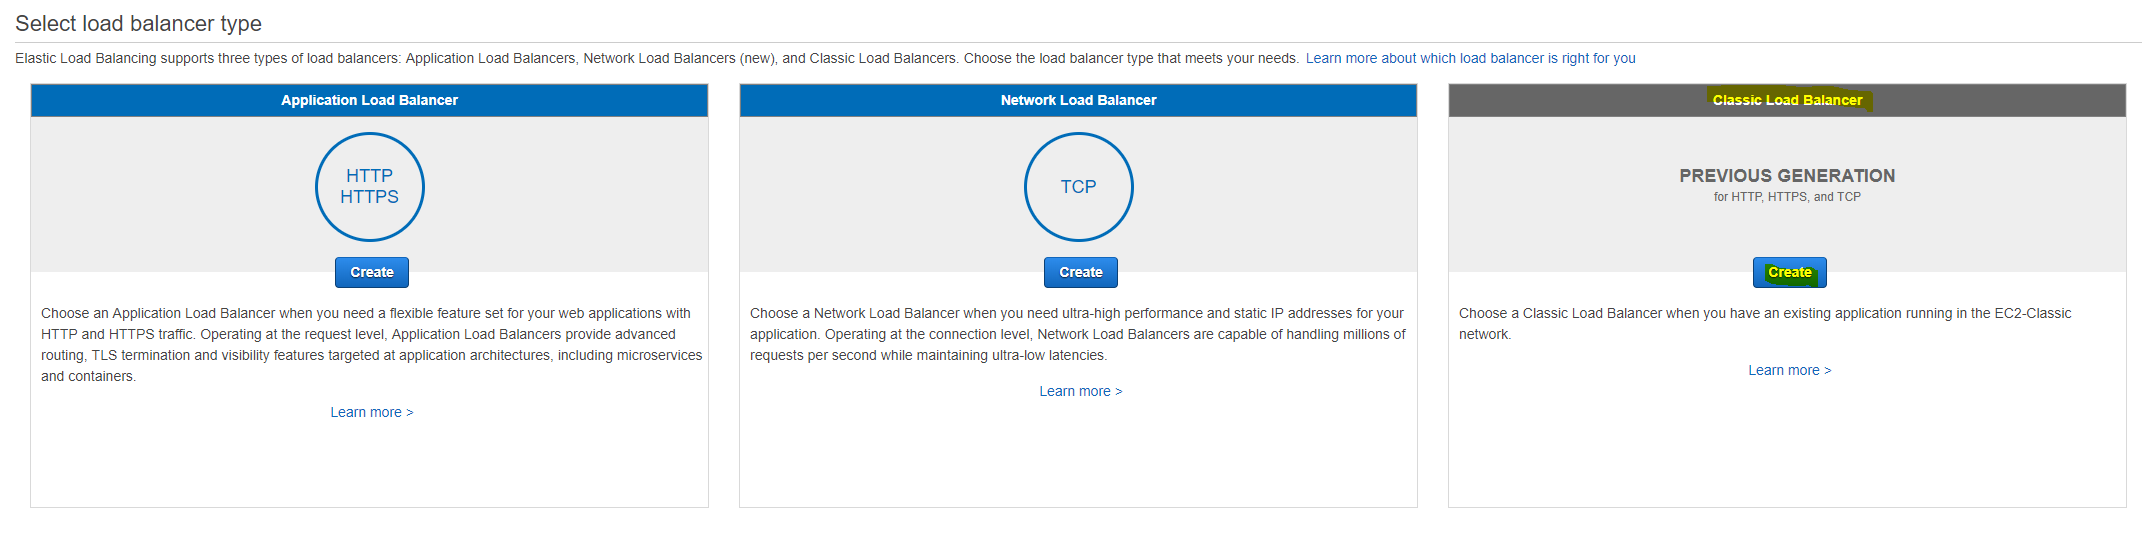 Select load balancer type
Elastic Load Balancing supports three types of load balancers: Application Load Balancers, Network Load Balancers (new), and Classic Load Balancers. Choose the load balancer type that meets your needs. Learn more about which load balancer is right for you
Application Load Balancer
HTTP
HTTPS
Create
Choose an Application Load Balancer when you need a flexible feature set for your web applications with
HTTP and HTTPS traffic. Operating at the request level, Application Load Balancers provide advanced
routing, TLS termination and visibility features targeted at application architectures, including microservices
and containers.
Learn more >
Network Load Balancer
TCP
Create
Choose a Network Load Balancer when you need ultra-high performance and static IP addresses for your
application. Operating at the connection level, Network Load Balancers are capable of handling millions of
requests per second while maintaining ultra-low latencies.
Learn more >
Classic Load Balancer
PREVIOUS GENERATION
for HTTP, HTTPS, and TCP
Create
Choose a Classic Load Balancer when you have an existing application running in the EC2-Classic
network.
Learn more >